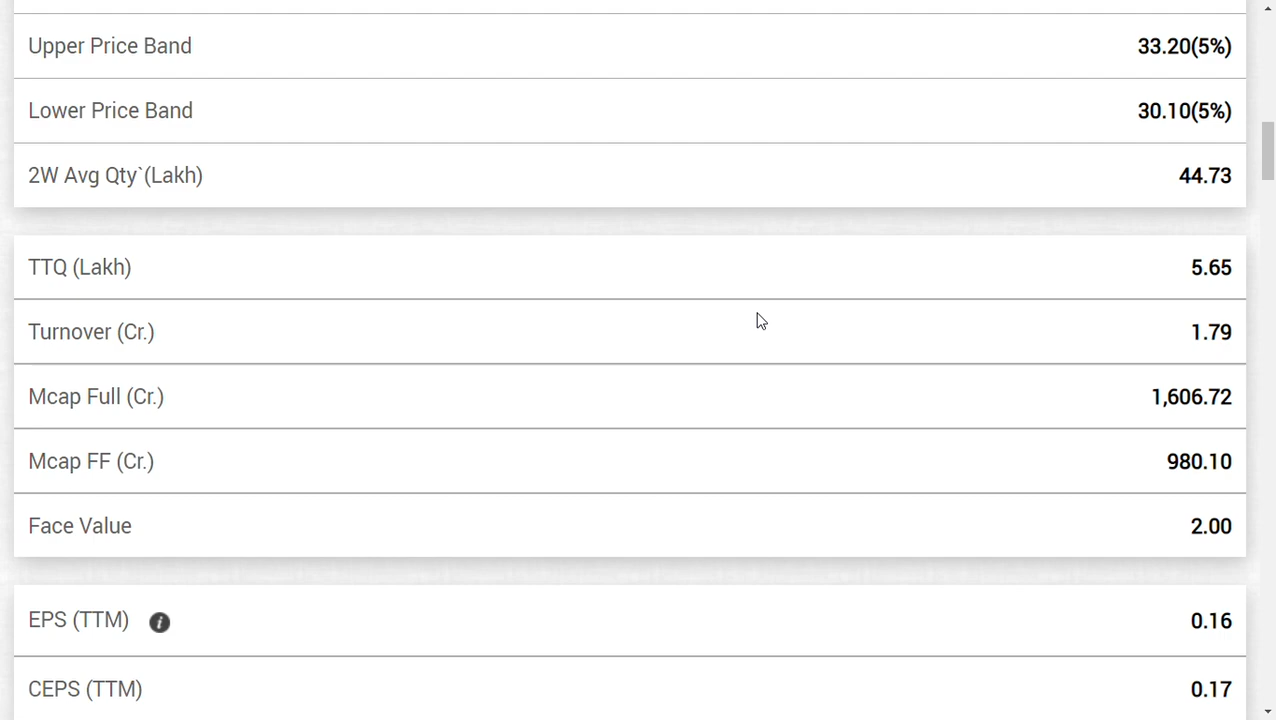 Upper Price Band 33.20(5%)
Lower Price Band 30.10(5%)
2W Avg Qty`(Lakh) 44.73
TTQ (Lakh) 5.65
Turnover (Cr.) 1.79
Mcap Full (Cr.) 1,606.72
Mcap FF (Cr.) 980.10
Face Value 2.00
EPS (TTM) i 0.16
CEPS (TTM) 0.17